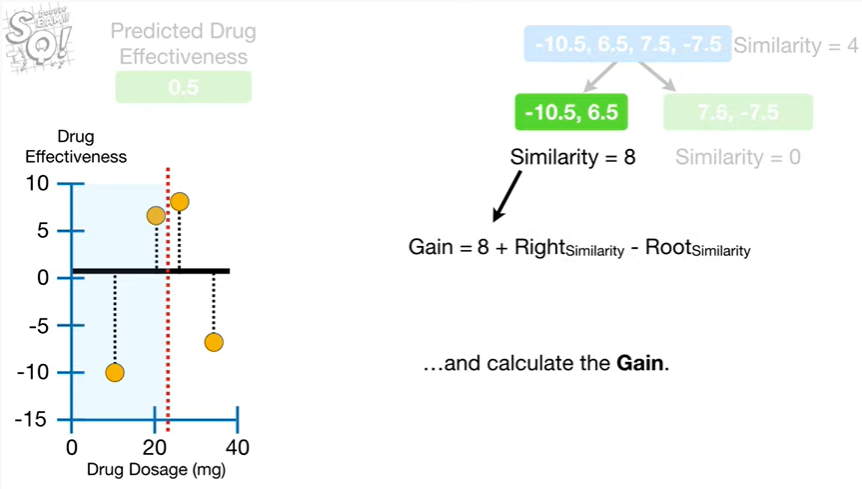 Predicted Drug
Effectiveness
0.5
-10.5, 6.5, 7.5, -7.5 Similarity = 4
-10.5, 6.5
7.5, -7.5
Similarity = 8
Similarity = 0
Gain = 8 + RightSimilarity - RootSimilarity
…and calculate the Gain.
Drug
Effectiveness
10
5
0
-5
-10
-15
0 20 40
Drug Dosage (mg)